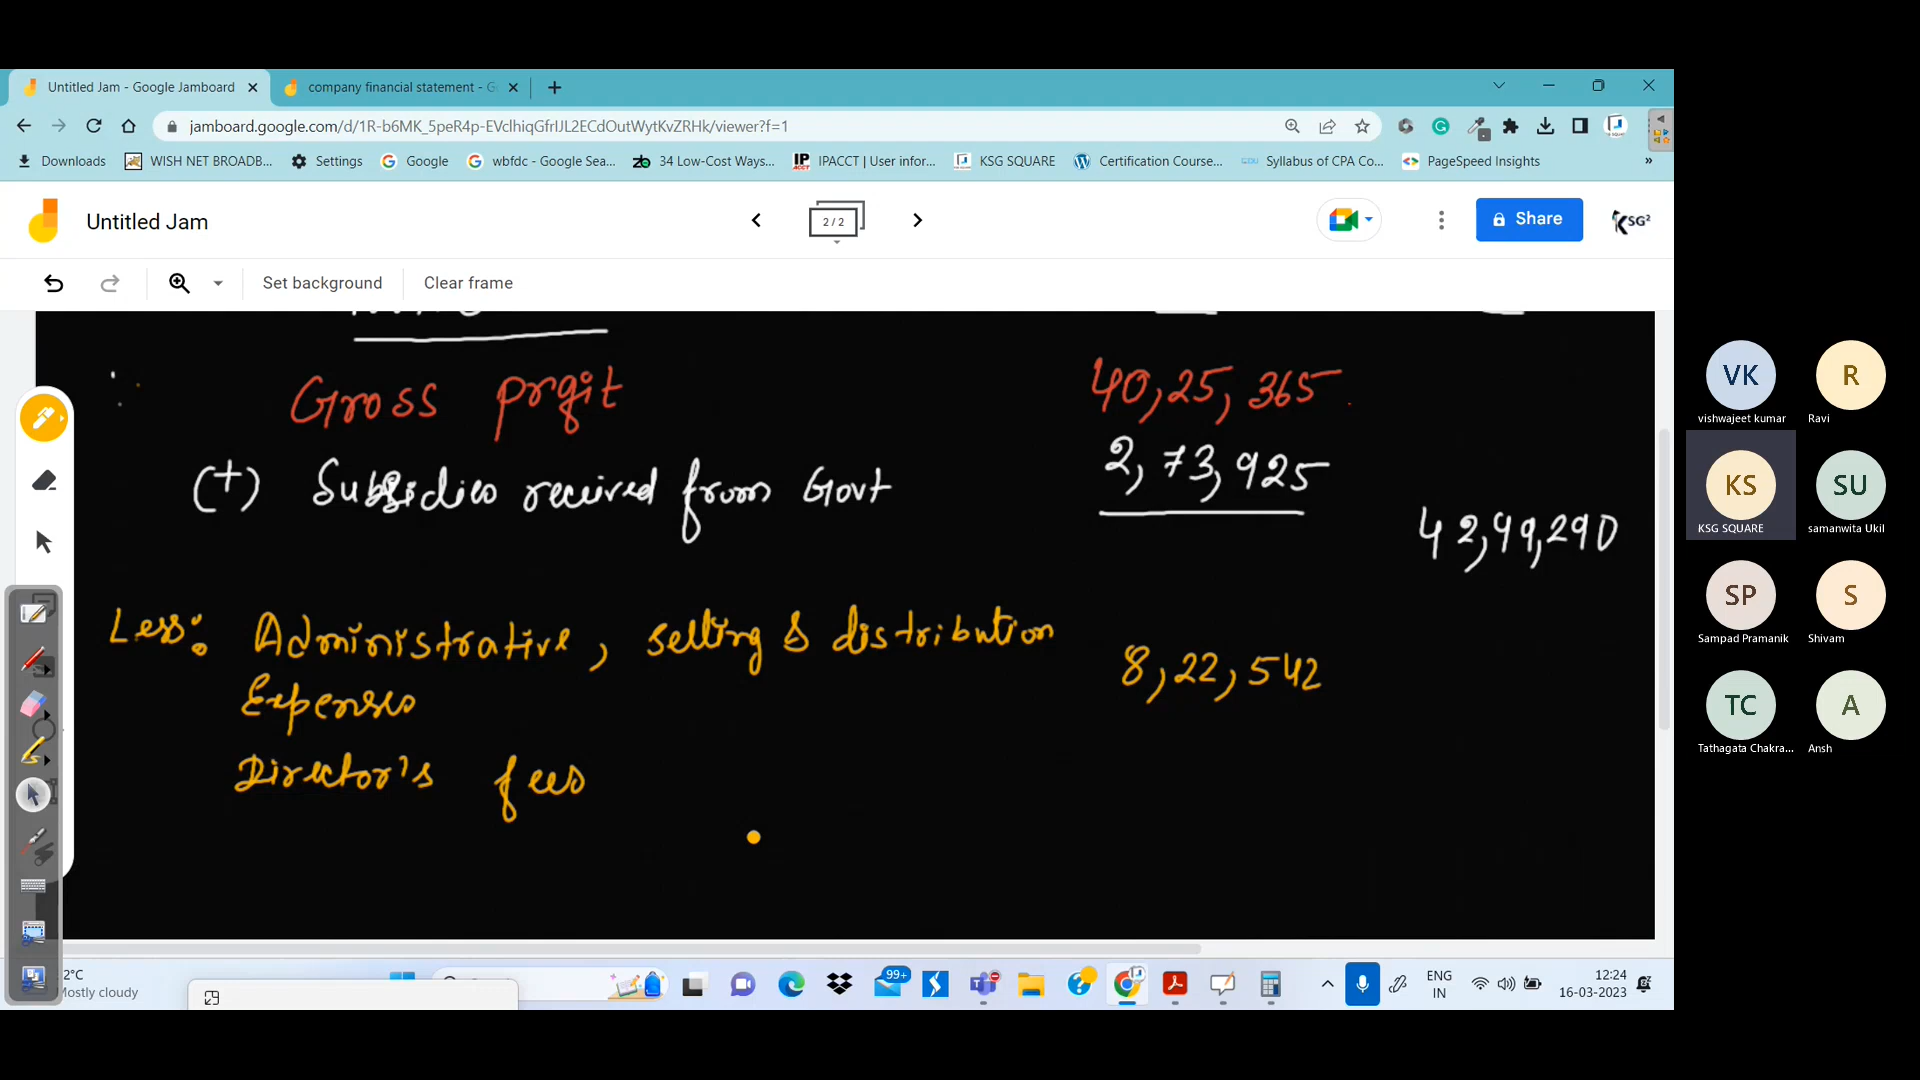 Untitled Jam - Google Jamboard
company financial statement - G
jamboard.google.com/d/1R-b6MK_5peR4p-EVclhiqGfrIJL2ECdOutWytKvZRHk/viewer?f=1
Downloads
WISH NET BROADB...
Settings
Google
wbfdc - Google Sea...
34 Low-Cost Ways...
IPACCT | User infor...
KSG SQUARE
Certification Course...
Syllabus of CPA Co...
PageSpeed Insights
»
Untitled Jam
2 / 2
Share
KSG²
Set background
Clear frame
Gross profit 40,25,365
(+) Subsidies received from Govt 2,73,925
42,99,290
Less: Administrative, selling & distribution
Expenses 8,22,542
Director's fees
VK
vishwajeet kumar
R
Ravi
KS
KSG SQUARE
SU
samanwita Ukil
SP
Sampad Pramanik
S
Shivam
TC
Tathagata Chakra...
A
Ansh
2°C
Mostly cloudy
99+
ENG
IN
12:24
16-03-2023